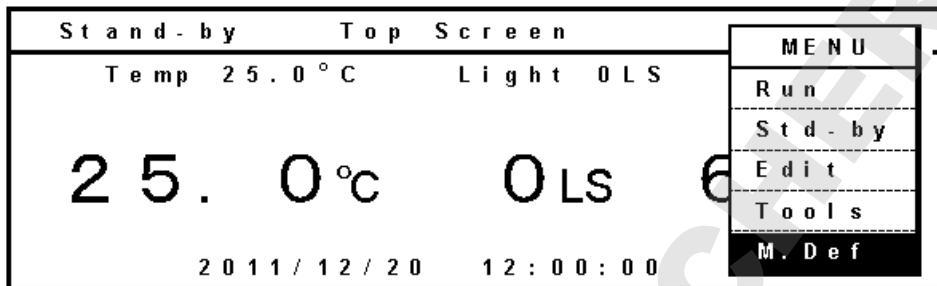 Stand-by Top Screen
MENU
Temp 25.0°C Light 0LS
Run
Std-by
25.0°C 0LS 6
Edit
Tools
M.Def
2011/12/20 12:00:00